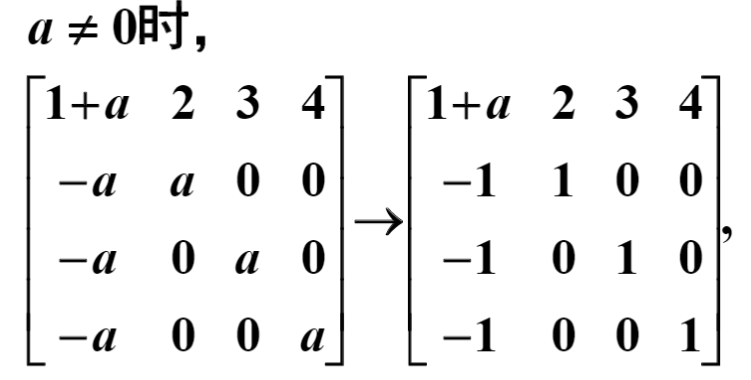 a ≠ 0时,
[1+a 2 3 4] → [1+a 2 3 4]
[−a a 0 0] [−1 1 0 0]
[−a 0 a 0] [−1 0 1 0],
[−a 0 0 a] [−1 0 0 1]